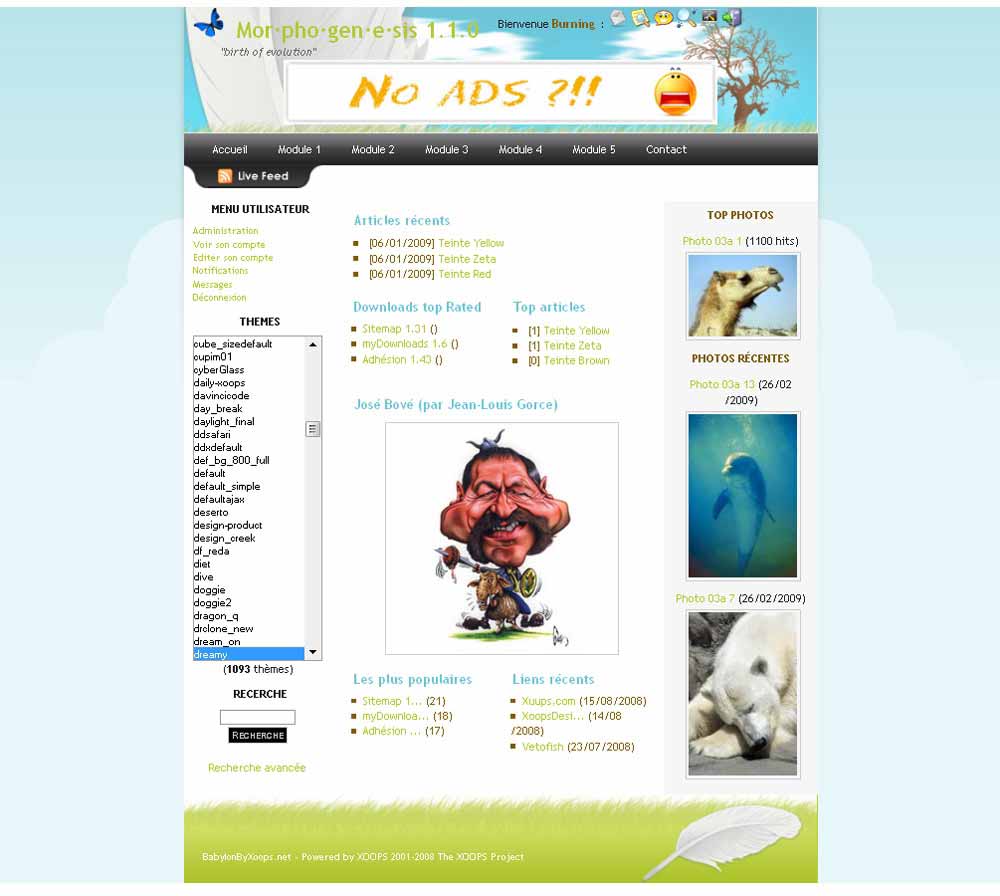 Mor·pho·gen·e·sis 1.1.0
"birth of evolution"
Bienvenue Burning :
No ads ?!!
Accueil Module 1 Module 2 Module 3 Module 4 Module 5 Contact
Live Feed
MENU UTILISATEUR
Administration
Voir son compte
Editer son compte
Notifications
Messages
Déconnexion
THEMES
cube_sizedefault
cupim01
cyberGlass
daily-xoops
davincicode
day_break
daylight_final
ddsafari
ddxdefault
def_bg_800_full
default
default_simple
defaultajax
deserto
design-product
design_creek
df_reda
diet
dive
doggie
doggie2
dragon_q
drclone_new
dream_on
dreamy
(1093 thèmes)
RECERCHE
RECHERCHE
Recherche avancée
Articles récents
[06/01/2009] Teinte Yellow
[06/01/2009] Teinte Zeta
[06/01/2009] Teinte Red
Downloads top Rated
Sitemap 1.31 ()
myDownloads 1.6 ()
Adhésion 1.43 ()
Top articles
[1] Teinte Yellow
[1] Teinte Zeta
[0] Teinte Brown
José Bové (par Jean-Louis Gorce)
Les plus populaires
Sitemap 1... (21)
myDownloa... (18)
Adhésion ... (17)
Liens récents
Xuups.com (15/08/2008)
XoopsDesi... (14/08
/2008)
Vetofish (23/07/2008)
TOP PHOTOS
Photo 03a 1 (1100 hits)
PHOTOS RÉCENTES
Photo 03a 13 (26/02
/2009)
Photo 03a 7 (26/02/2009)
BabylonByXoops.net - Powered by XOOPS 2001-2008 The XOOPS Project